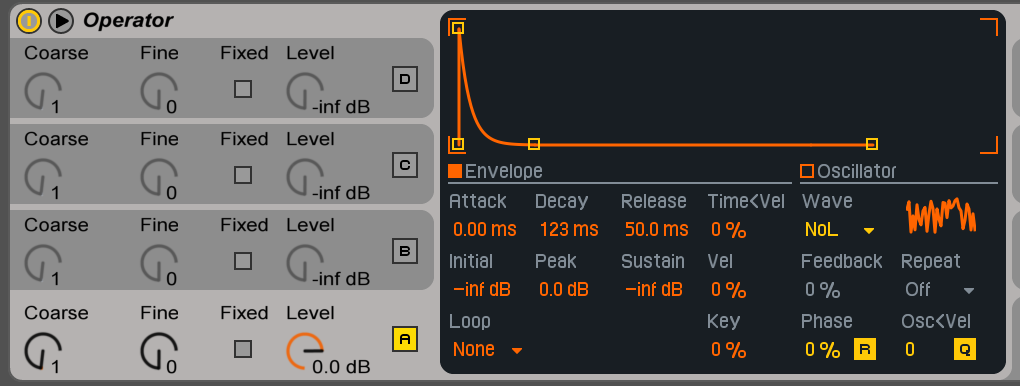 Operator
Coarse Fine Fixed Level
1 0 -inf dB D
Coarse Fine Fixed Level
1 0 -inf dB C
Coarse Fine Fixed Level
1 0 -inf dB B
Coarse Fine Fixed Level
1 0 0.0 dB A
Envelope Oscillator
Attack Decay Release Time<Vel Wave
0.00 ms 123 ms 50.0 ms 0 % NoL
Initial Peak Sustain Vel Feedback Repeat
-inf dB 0.0 dB -inf dB 0 % 0 % Off
Loop Key Phase Osc<Vel
None 0 % 0 % R 0 Q